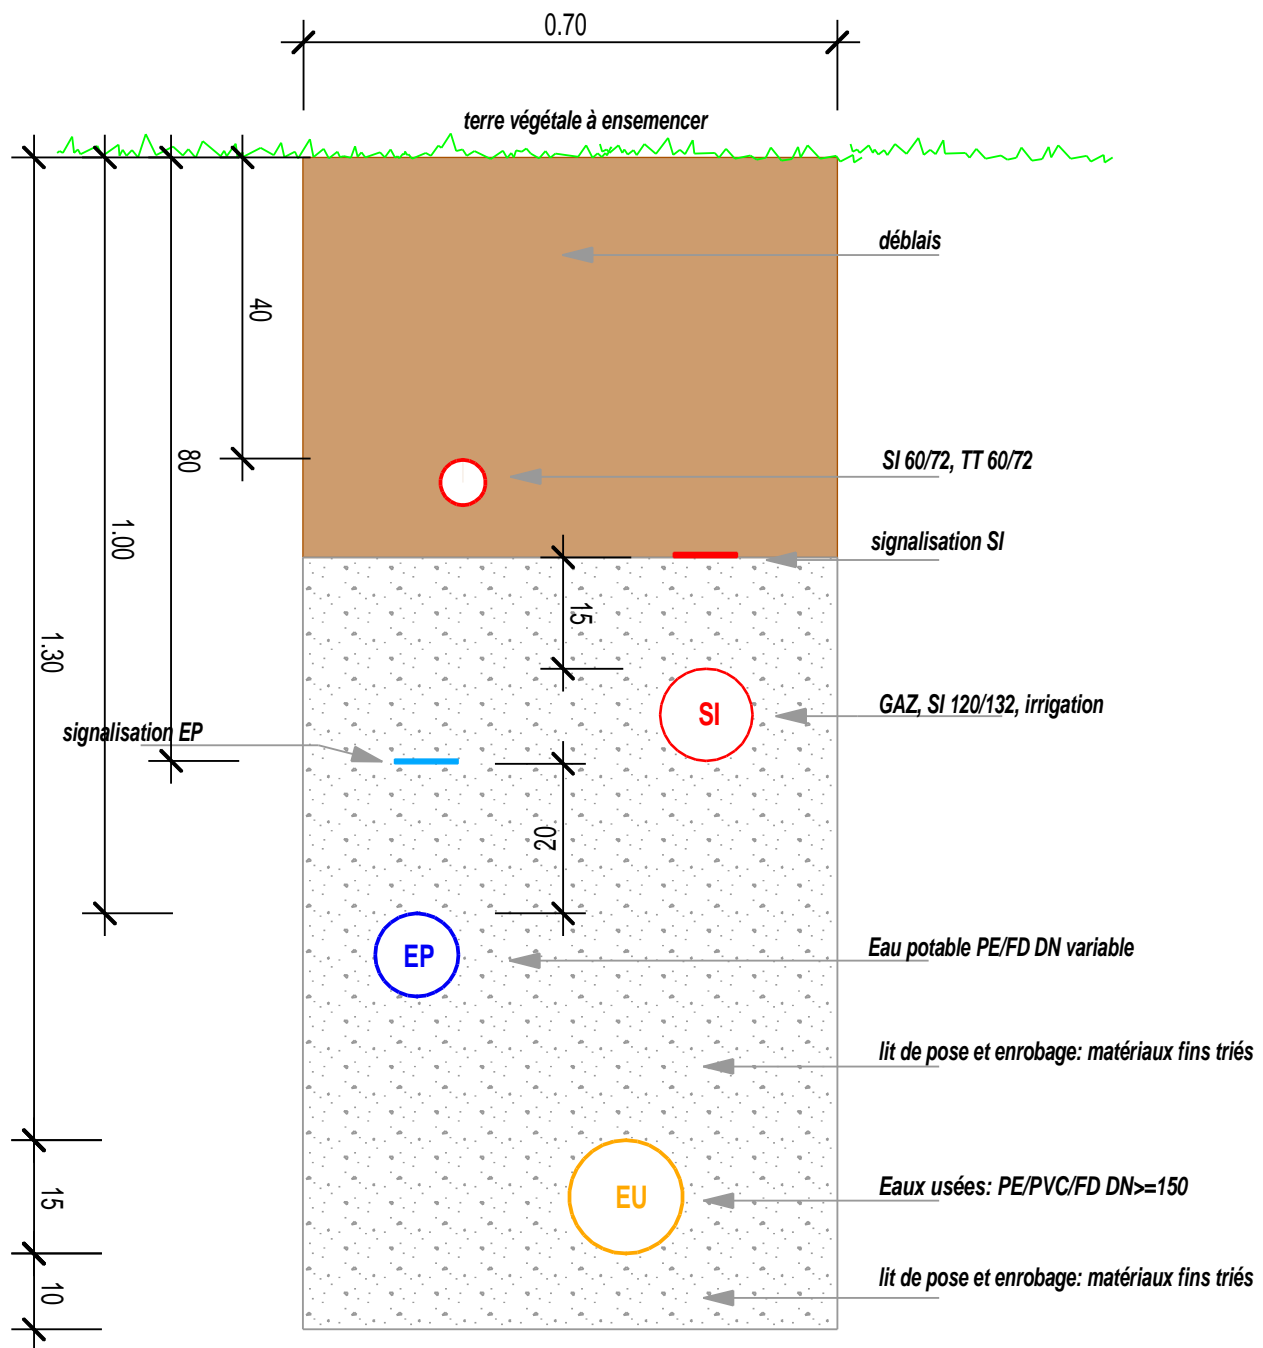 0.70
terre végétale à ensemencer
déblais
40
80
SI 60/72, TT 60/72
1.00
signalisation SI
15
1.30
SI
GAZ, SI 120/132, irrigation
signalisation EP
20
EP
Eau potable PE/FD DN variable
lit de pose et enrobage: matériaux fins triés
15
EU
Eaux usées: PE/PVC/FD DN>=150
10
lit de pose et enrobage: matériaux fins triés